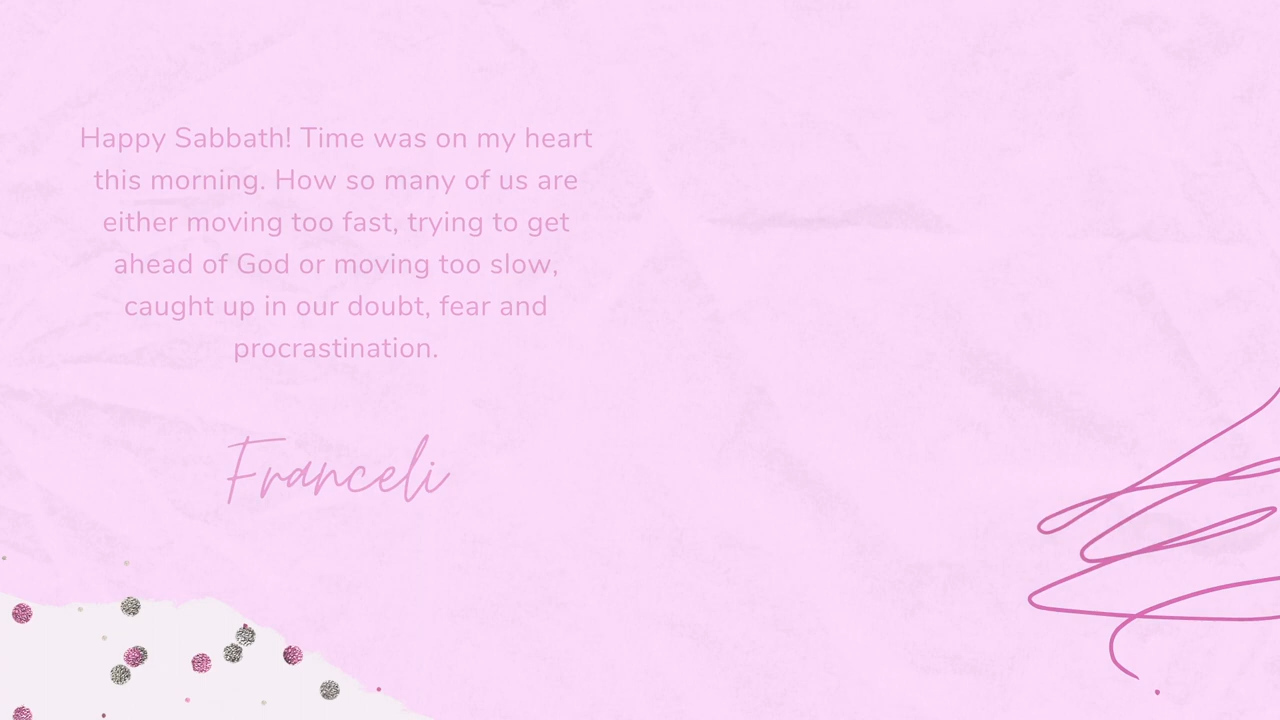 Happy Sabbath! Time was on my heart
this morning. How so many of us are
either moving too fast, trying to get
ahead of God or moving too slow,
caught up in our doubt, fear and
procrastination.
Franceli